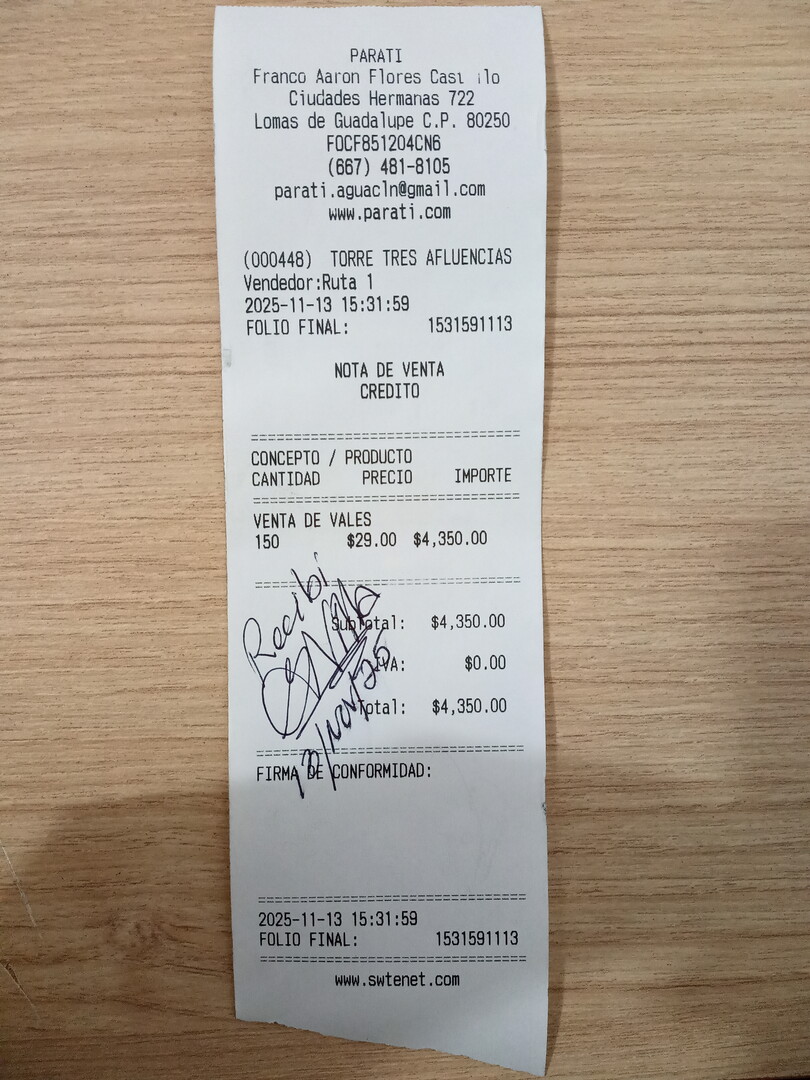 PARATI
Franco Aaron Flores
Ciudades Hermanas 722
Lomas de Guadalupe C.P. 80250
FOCF851204CN6
(667) 481-8105
parati.aguacln@gmail.com
www.parati.com
(000448) TORRE TRES AFLUENCIAS
Vendedor:Ruta 1
2025-11-13 15:31:59
FOLIO FINAL: 1531591113
NOTA DE VENTA
CREDITO
CONCEPTO / PRODUCTO
CANTIDAD PRECIO IMPORTE
VENTA DE VALES
150 $29.00 $4,350.00
Recibi
Subtotal: $4,350.00
IVA: $0.00
13/NOV/25
Total: $4,350.00
FIRMA DE CONFORMIDAD:
2025-11-13 15:31:59
FOLIO FINAL: 1531591113
www.swtenet.com